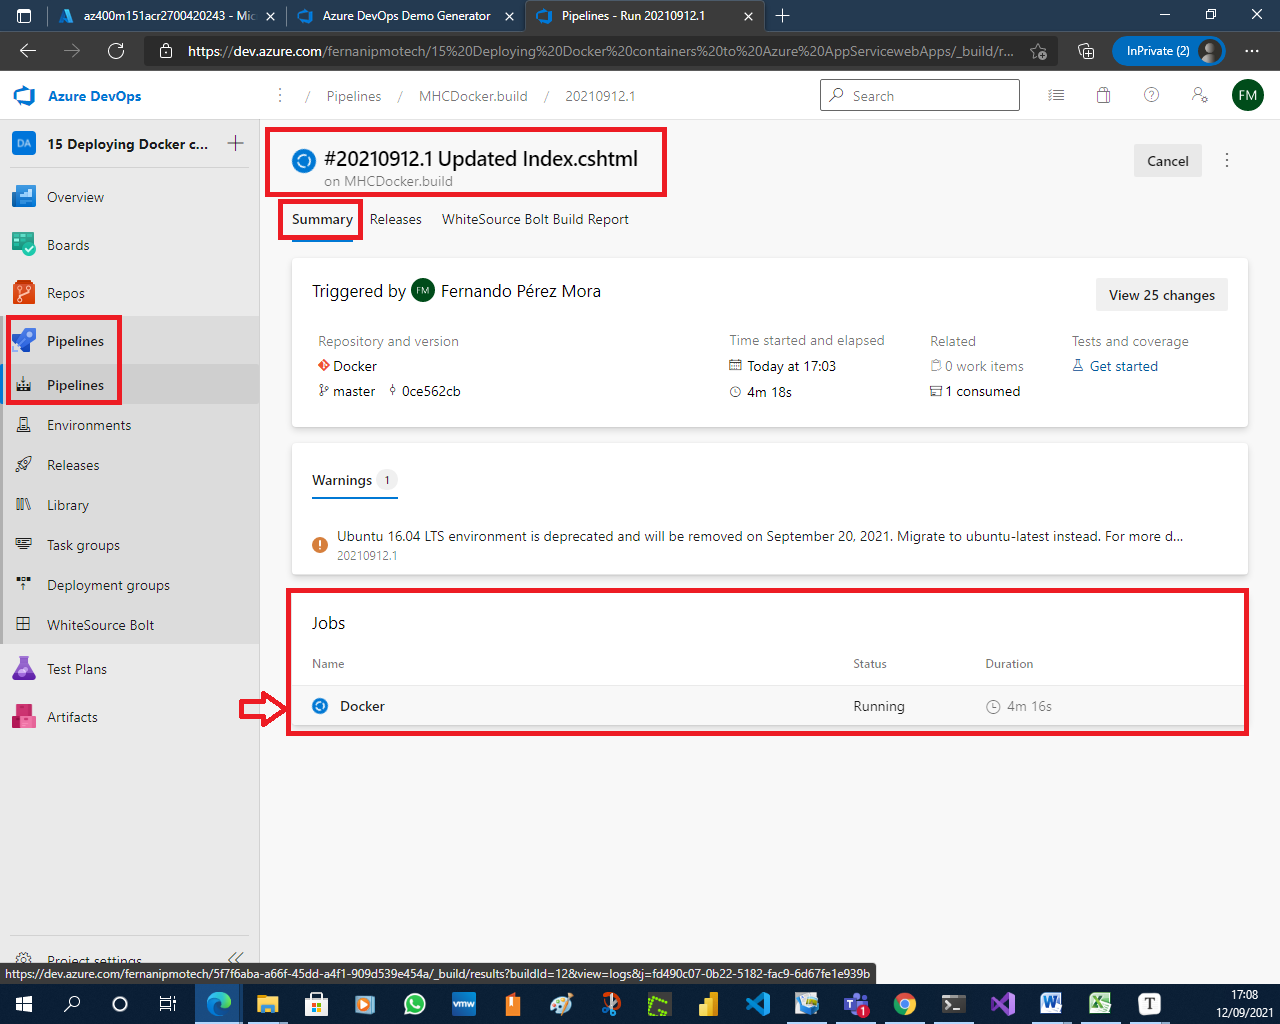 az400m151acr2700420243 - Mic
Azure DevOps Demo Generator
Pipelines - Run 20210912.1
https://dev.azure.com/fernanipmotech/15%20Deploying%20Docker%20containers%20to%20Azure%20AppServicewebApps/_build/r...
InPrivate (2)
Azure DevOps
/ Pipelines / MHCDocker.build / 20210912.1
Search
FM
DA
15 Deploying Docker c...
Overview
Boards
Repos
Pipelines
Pipelines
Environments
Releases
Library
Task groups
Deployment groups
WhiteSource Bolt
Test Plans
Artifacts
Project settings
#20210912.1 Updated Index.cshtml
on MHCDocker.build
Cancel
Summary
Releases
WhiteSource Bolt Build Report
Triggered by FM Fernando Pérez Mora
View 25 changes
Repository and version
Time started and elapsed
Related
Tests and coverage
Docker
Today at 17:03
0 work items
Get started
master 0ce562cb
4m 18s
1 consumed
Warnings 1
Ubuntu 16.04 LTS environment is deprecated and will be removed on September 20, 2021. Migrate to ubuntu-latest instead. For more d...
20210912.1
Jobs
Name Status Duration
Docker Running 4m 16s
https://dev.azure.com/fernanipmotech/5f7f6aba-a66f-45dd-a4f1-909d539e454a/_build/results?buildId=12&view=logs&j=fd490c07-0b22-5182-fac9-6d67fe1e939b
vmw
1
T
17:08
12/09/2021